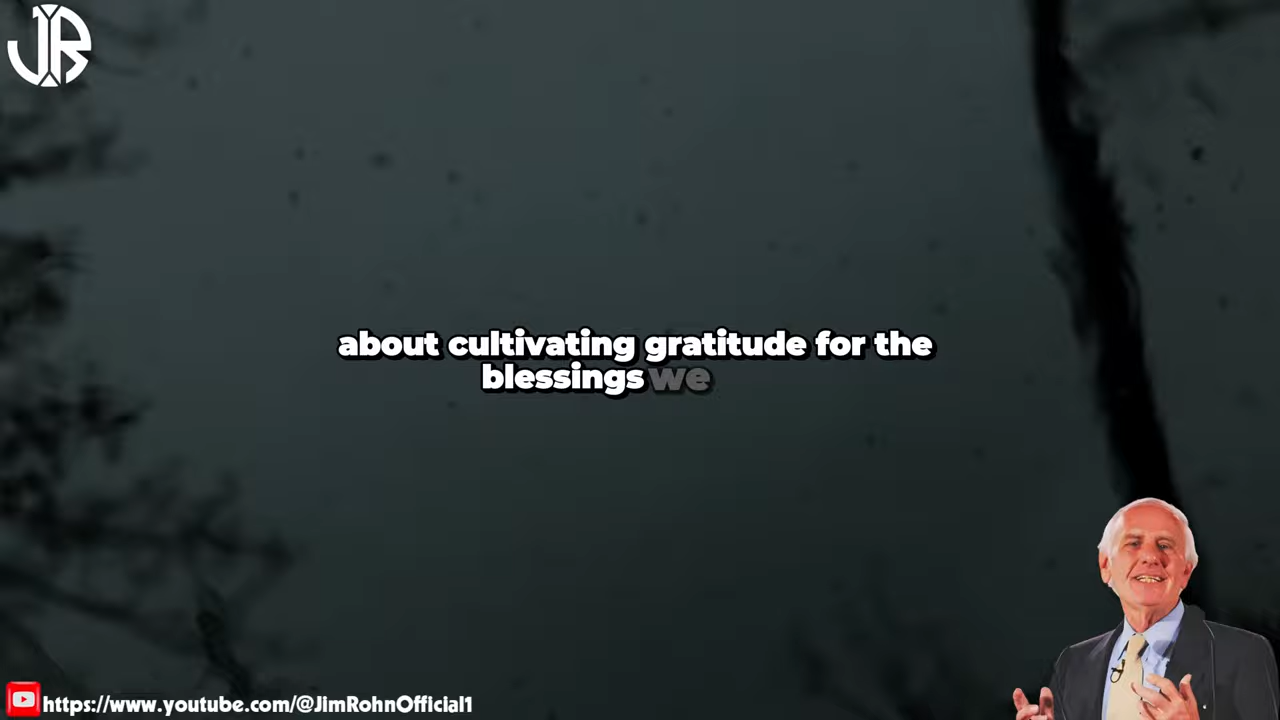 JR
about cultivating gratitude for the
blessings we
https://www.youtube.com/@JimRohnOfficial1